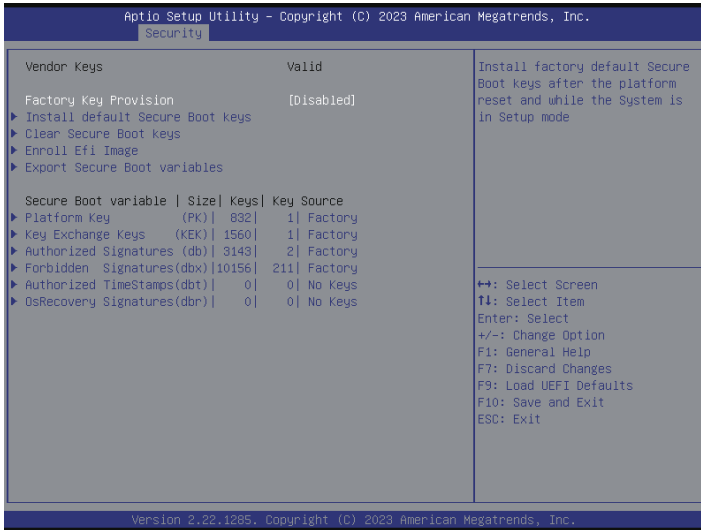 Aptio Setup Utility – Copyright (C) 2023 American Megatrends, Inc.
Security
Vendor Keys Valid
Factory Key Provision [Disabled]
Install default Secure Boot keys
Clear Secure Boot keys
Enroll Efi Image
Export Secure Boot variables
Secure Boot variable | Size| Keys| Key Source
Platform Key (PK)| 832| 1| Factory
Key Exchange Keys (KEK)| 1560| 1| Factory
Authorized Signatures (db)| 3143| 2| Factory
Forbidden Signatures(dbx)|10156| 211| Factory
Authorized TimeStamps(dbt)| 0| 0| No Keys
OsRecovery Signatures(dbr)| 0| 0| No Keys
Install factory default Secure
Boot keys after the platform
reset and while the System is
in Setup mode
↔: Select Screen
↑↓: Select Item
Enter: Select
+/-: Change Option
F1: General Help
F7: Discard Changes
F9: Load UEFI Defaults
F10: Save and Exit
ESC: Exit
Version 2.22.1285. Copyright (C) 2023 American Megatrends, Inc.